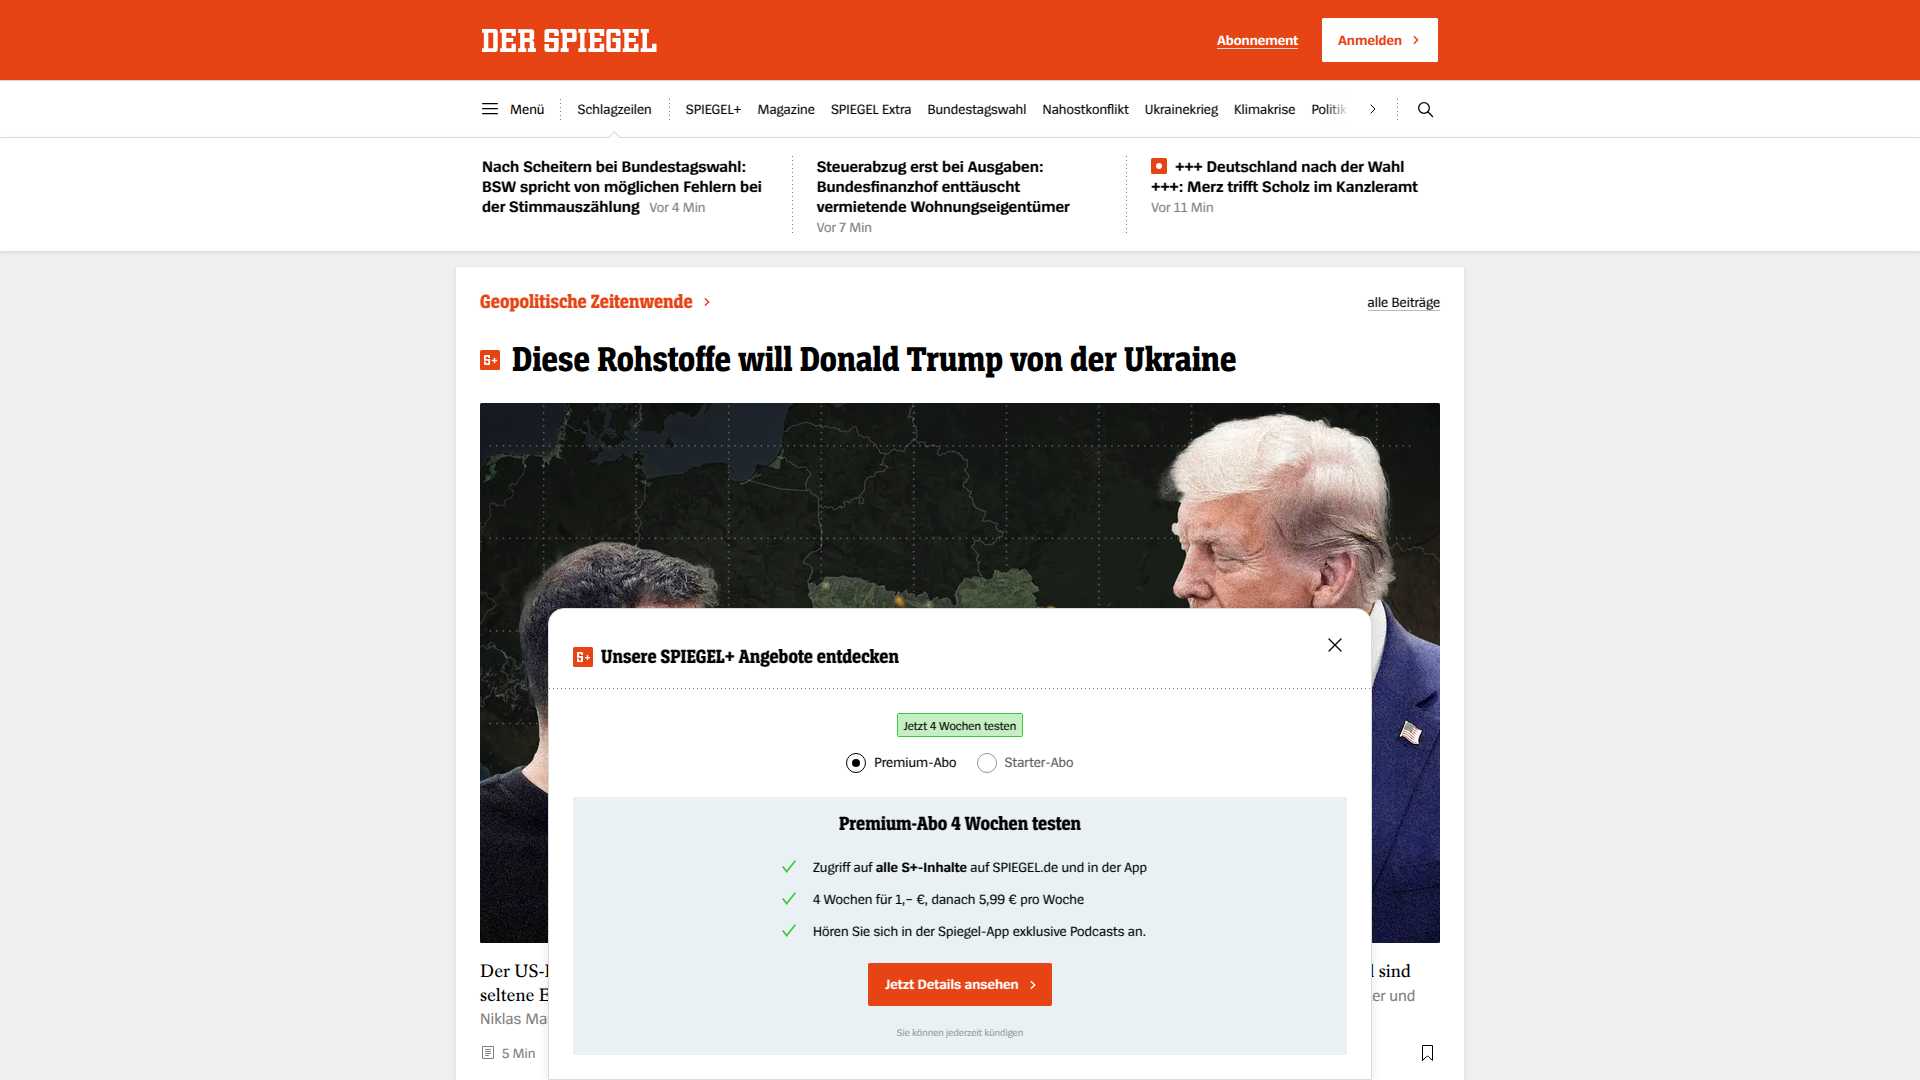 DER SPIEGEL
Abonnement
Anmelden
Menü
Schlagzeilen
SPIEGEL+
Magazine
SPIEGEL Extra
Bundestagswahl
Nahostkonflikt
Ukrainekrieg
Klimakrise
Politik
Nach Scheitern bei Bundestagswahl:
BSW spricht von möglichen Fehlern bei
der Stimmauszählung Vor 4 Min
Steuerabzug erst bei Ausgaben:
Bundesfinanzhof enttäuscht
vermietende Wohnungseigentümer
Vor 7 Min
+++ Deutschland nach der Wahl
+++: Merz trifft Scholz im Kanzleramt
Vor 11 Min
Geopolitische Zeitenwende
alle Beiträge
S+ Diese Rohstoffe will Donald Trump von der Ukraine
S+ Unsere SPIEGEL+ Angebote entdecken
Jetzt 4 Wochen testen
Premium-Abo
Starter-Abo
Premium-Abo 4 Wochen testen
Zugriff auf alle S+-Inhalte auf SPIEGEL.de und in der App
4 Wochen für 1,– €, danach 5,99 € pro Woche
Hören Sie sich in der Spiegel-App exklusive Podcasts an.
Jetzt Details ansehen
Sie können jederzeit kündigen
Der US-
sind
seltene
er und
Niklas Ma
5 Min